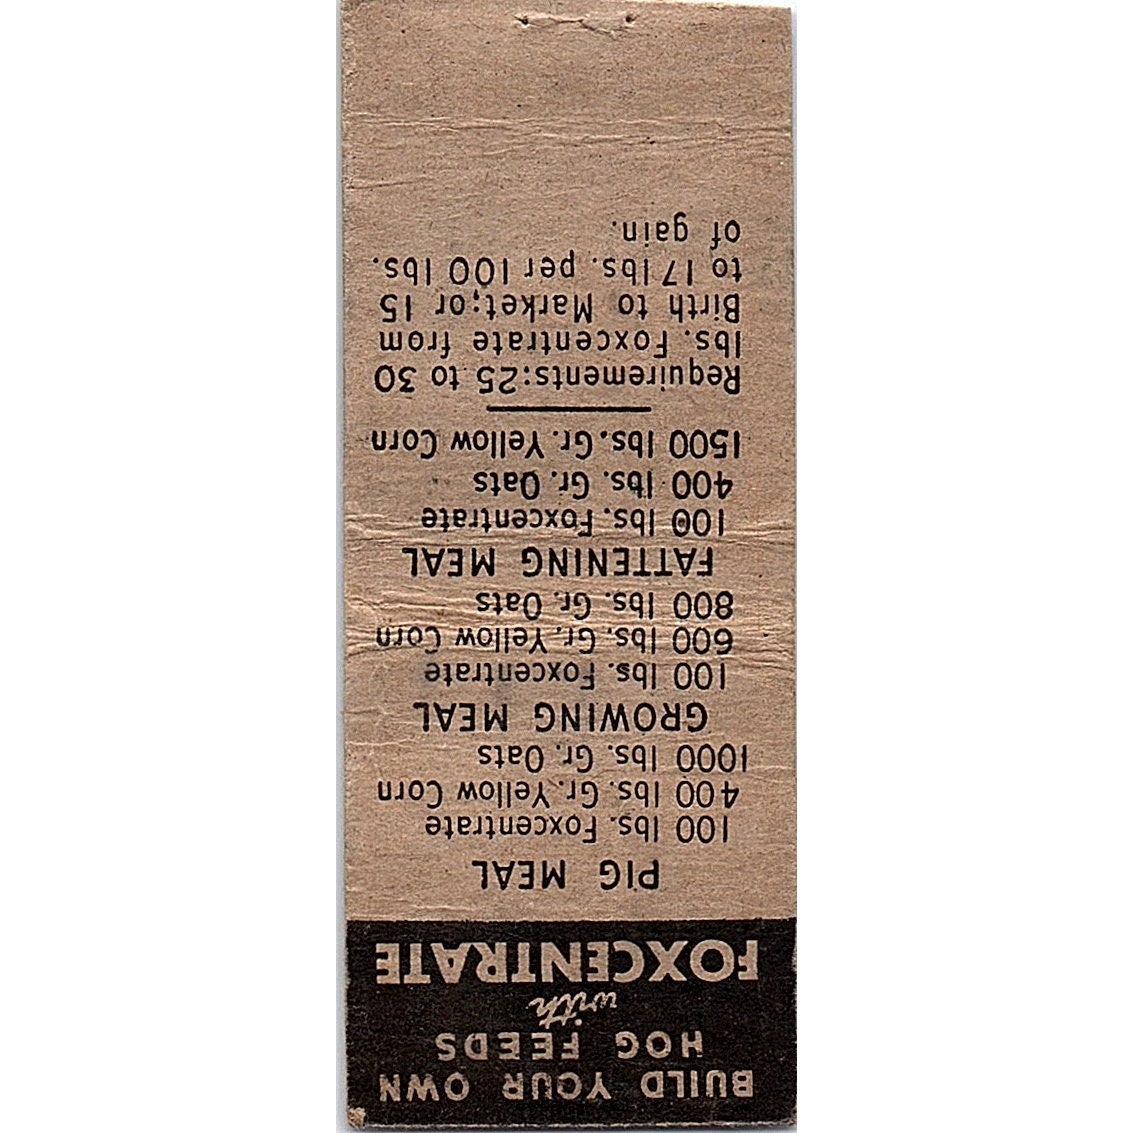 BUILD YOUR OWN
HOG FEEDS
with
FOXCENTRATE
PIG MEAL
100 lbs. Foxcentrate
400 lbs. Gr. Yellow Corn
1000 lbs. Gr. Oats
GROWING MEAL
100 lbs. Foxcentrate
600 lbs. Gr. Yellow Corn
800 lbs. Gr. Oats
FATTENING MEAL
100 lbs. Foxcentrate
400 lbs. Gr. Oats
1500 lbs. Gr. Yellow Corn
Requirements:25 to 30
lbs. Foxcentrate from
Birth to Market;or 15
to 17 lbs. per 100 lbs.
of gain.